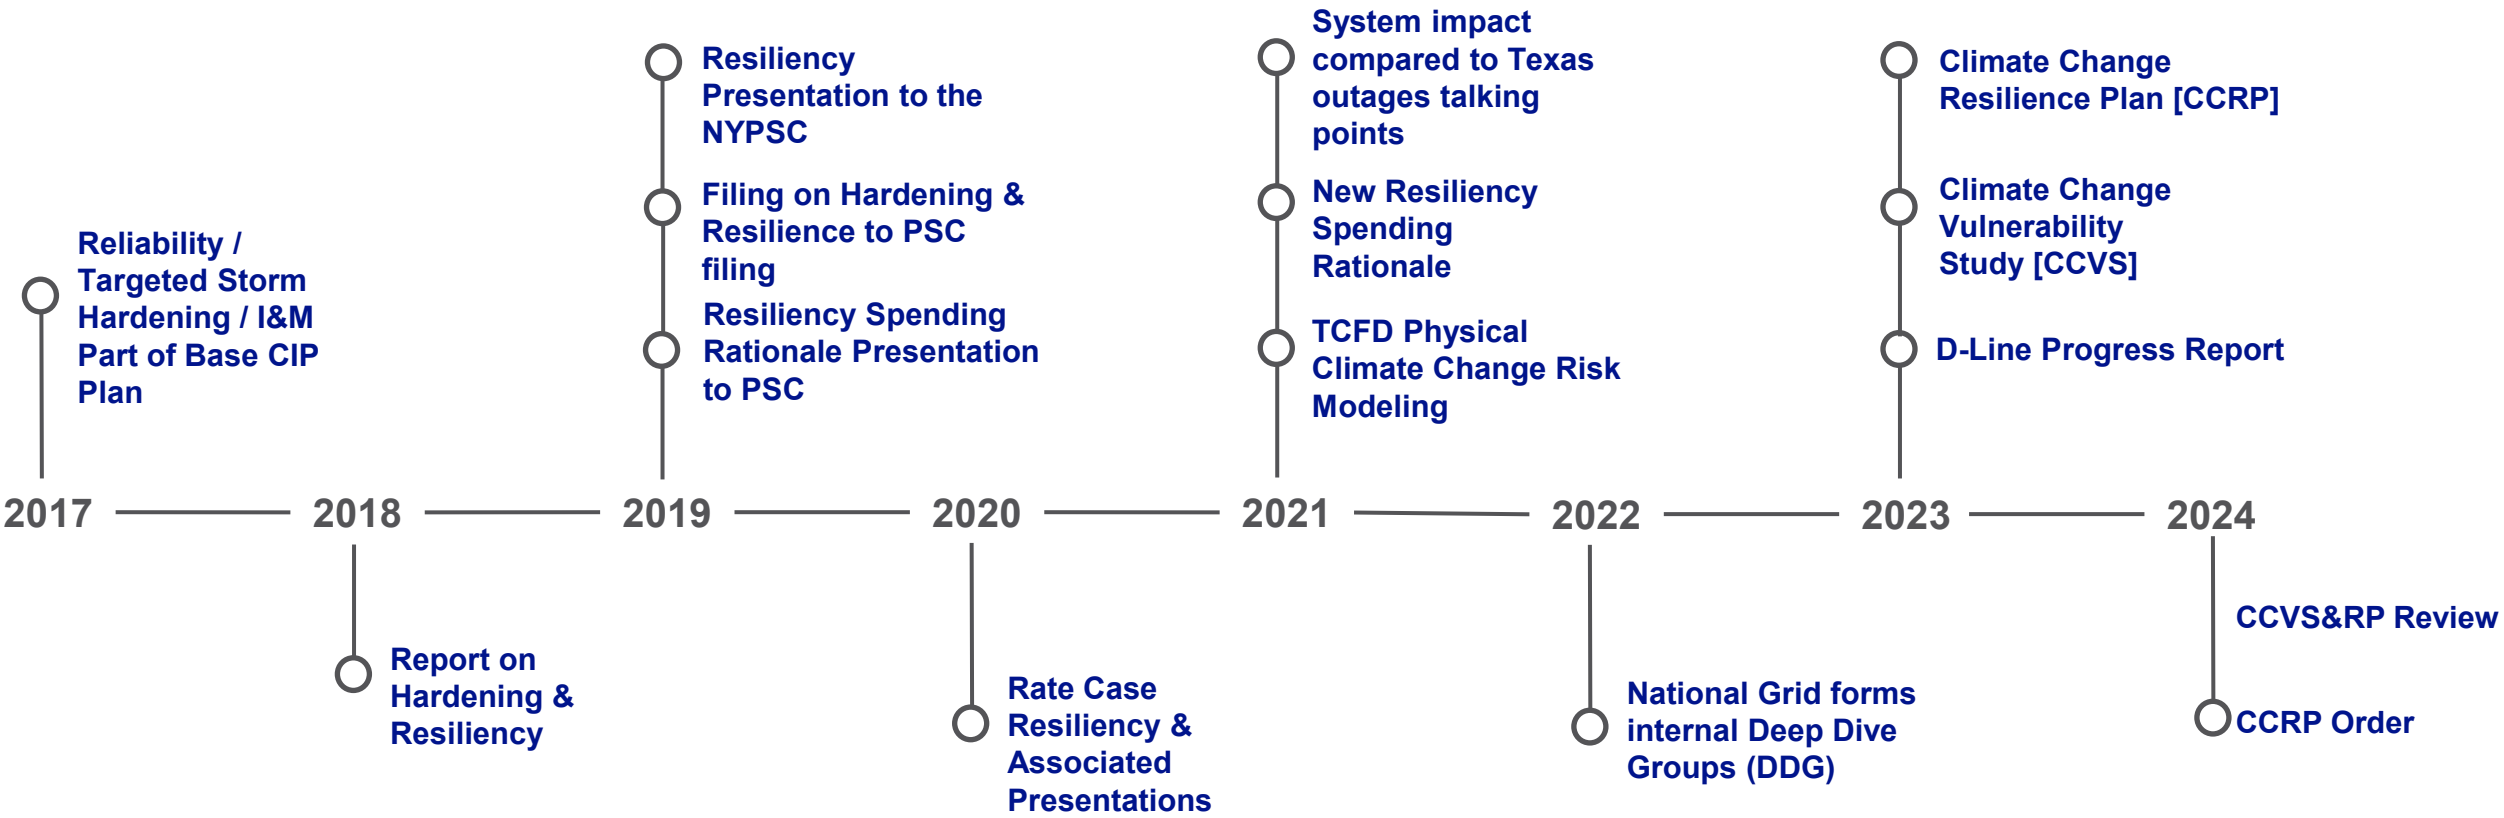 Reliability /
Targeted Storm
Hardening / I&M
Part of Base CIP
Plan
Resiliency
Presentation to the
NYPSC
Filing on Hardening &
Resilience to PSC
filing
Resiliency Spending
Rationale Presentation
to PSC
System impact
compared to Texas
outages talking
points
New Resiliency
Spending
Rationale
TCFD Physical
Climate Change Risk
Modeling
Climate Change
Resilience Plan [CCRP]
Climate Change
Vulnerability
Study [CCVS]
D-Line Progress Report
2017
2018
2019
2020
2021
2022
2023
2024
Report on
Hardening &
Resiliency
Rate Case
Resiliency &
Associated
Presentations
National Grid forms
internal Deep Dive
Groups (DDG)
CCVS&RP Review
CCRP Order